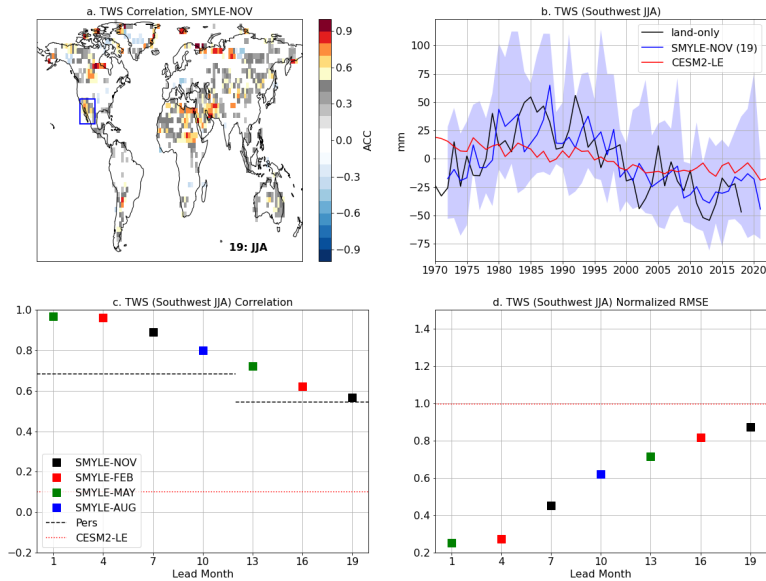 a. TWS Correlation, SMYLE-NOV
19: JJA
0.9
0.6
0.3
0.0
−0.3
−0.6
−0.9
ACC
b. TWS (Southwest JJA)
land-only
SMYLE-NOV (19)
CESM2-LE
100
75
50
25
0
−25
−50
−75
mm
1970 1975 1980 1985 1990 1995 2000 2005 2010 2015 2020
c. TWS (Southwest JJA) Correlation
1.0
0.8
0.6
0.4
0.2
0.0
−0.2
SMYLE-NOV
SMYLE-FEB
SMYLE-MAY
SMYLE-AUG
Pers
CESM2-LE
1 4 7 10 13 16 19
Lead Month
d. TWS (Southwest JJA) Normalized RMSE
1.4
1.2
1.0
0.8
0.6
0.4
0.2
1 4 7 10 13 16 19
Lead Month